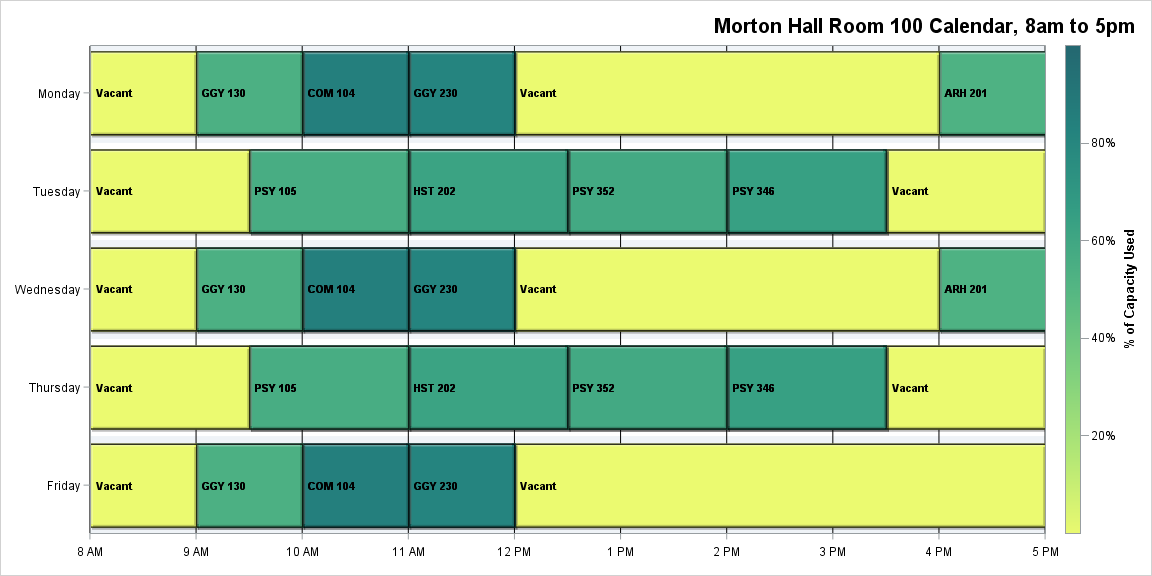 Morton Hall Room 100 Calendar, 8am to 5pm
Monday Vacant GGY 130 COM 104 GGY 230 Vacant ARH 201
Tuesday Vacant PSY 105 HST 202 PSY 352 PSY 346 Vacant
Wednesday Vacant GGY 130 COM 104 GGY 230 Vacant ARH 201
Thursday Vacant PSY 105 HST 202 PSY 352 PSY 346 Vacant
Friday Vacant GGY 130 COM 104 GGY 230 Vacant
8 AM 9 AM 10 AM 11 AM 12 PM 1 PM 2 PM 3 PM 4 PM 5 PM
80%
60%
40%
20%
% of Capacity Used